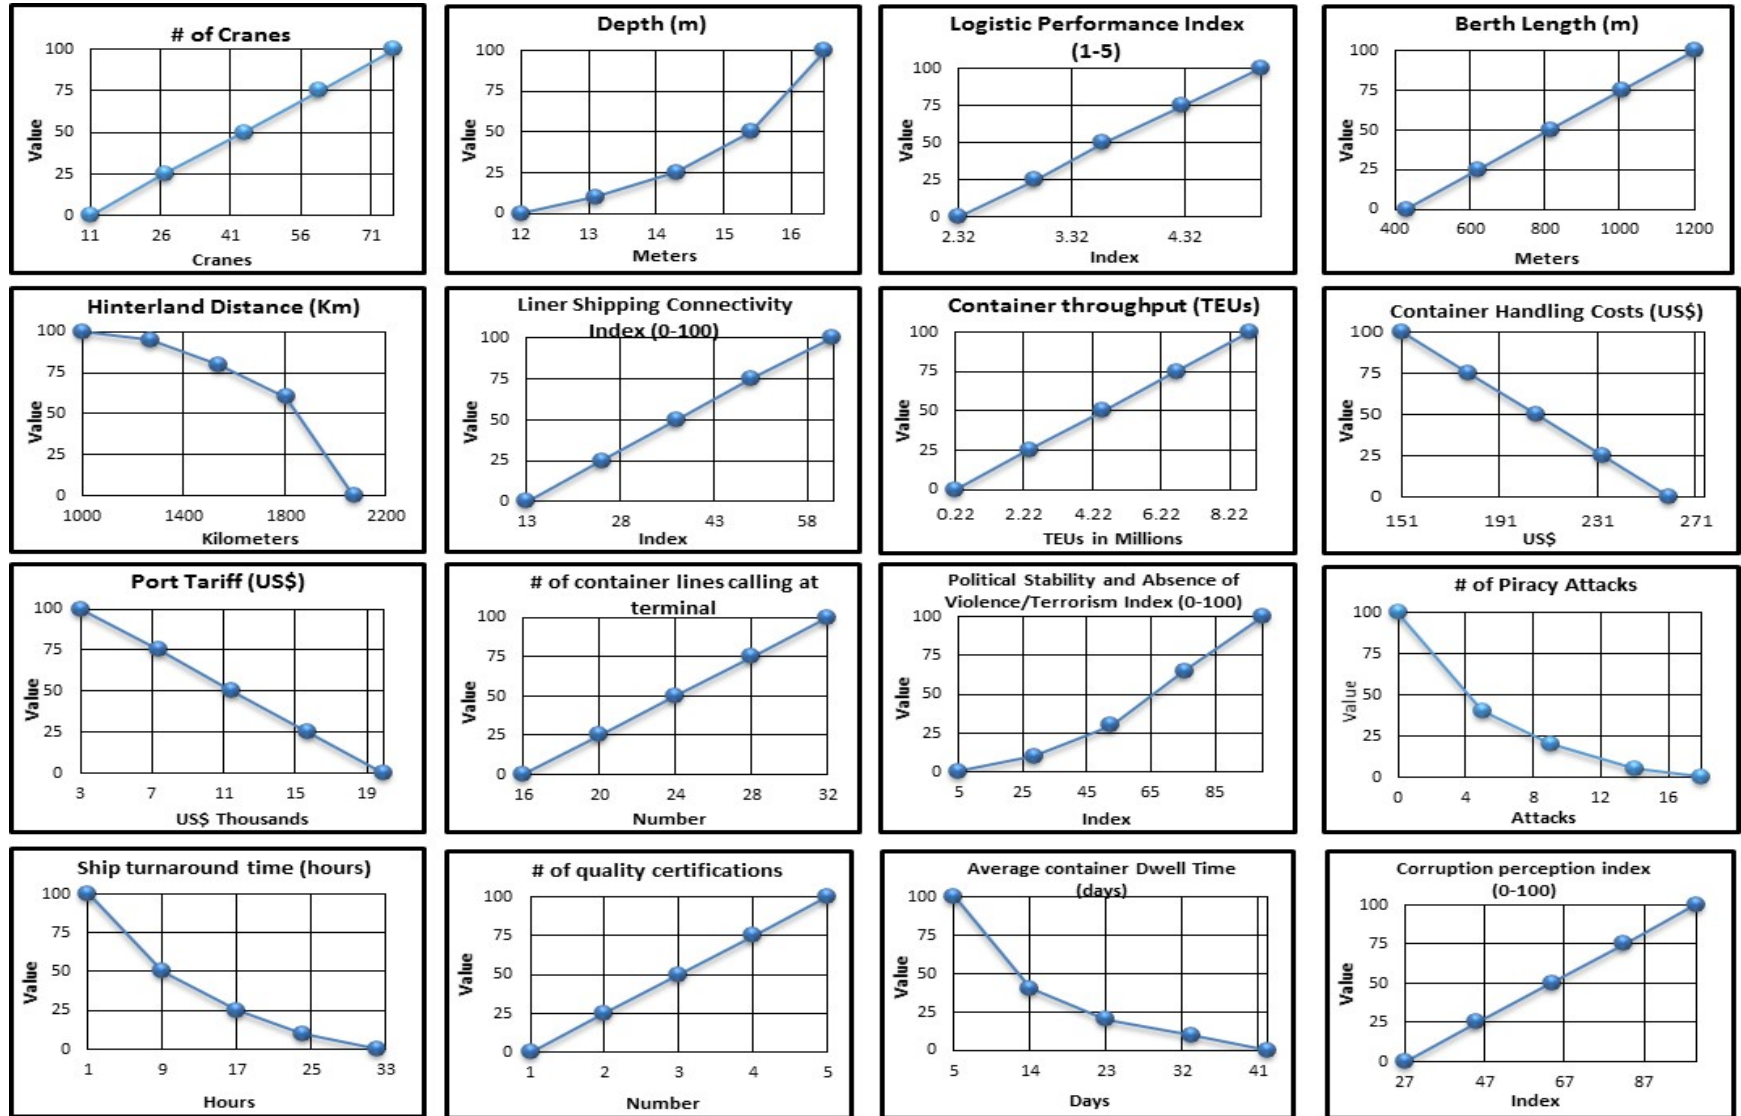 # of Cranes
100
75
50
25
0
Value
11 26 41 56 71
Cranes
Depth (m)
100
75
50
25
0
Value
12 13 14 15 16
Meters
Logistic Performance Index
(1-5)
100
75
50
25
0
Value
2.32 3.32 4.32
Index
Berth Length (m)
100
75
50
25
0
Value
400 600 800 1000 1200
Meters
Hinterland Distance (Km)
100
75
50
25
0
Value
1000 1400 1800 2200
Kilometers
Liner Shipping Connectivity
Index (0-100)
100
75
50
25
0
Value
13 28 43 58
Index
Container throughput (TEUs)
100
75
50
25
0
Value
0.22 2.22 4.22 6.22 8.22
TEUs in Millions
Container Handling Costs (US$)
100
75
50
25
0
Value
151 191 231 271
US$
Port Tariff (US$)
100
75
50
25
0
Value
3 7 11 15 19
US$ Thousands
# of container lines calling at
terminal
100
75
50
25
0
Value
16 20 24 28 32
Number
Political Stability and Absence of
Violence/Terrorism Index (0-100)
100
75
50
25
0
Value
5 25 45 65 85
Index
# of Piracy Attacks
100
75
50
25
0
Value
0 4 8 12 16
Attacks
Ship turnaround time (hours)
100
75
50
25
0
Value
1 9 17 25 33
Hours
# of quality certifications
100
75
50
25
0
Value
1 2 3 4 5
Number
Average container Dwell Time
(days)
100
75
50
25
0
Value
5 14 23 32 41
Days
Corruption perception index
(0-100)
100
75
50
25
0
Value
27 47 67 87
Index